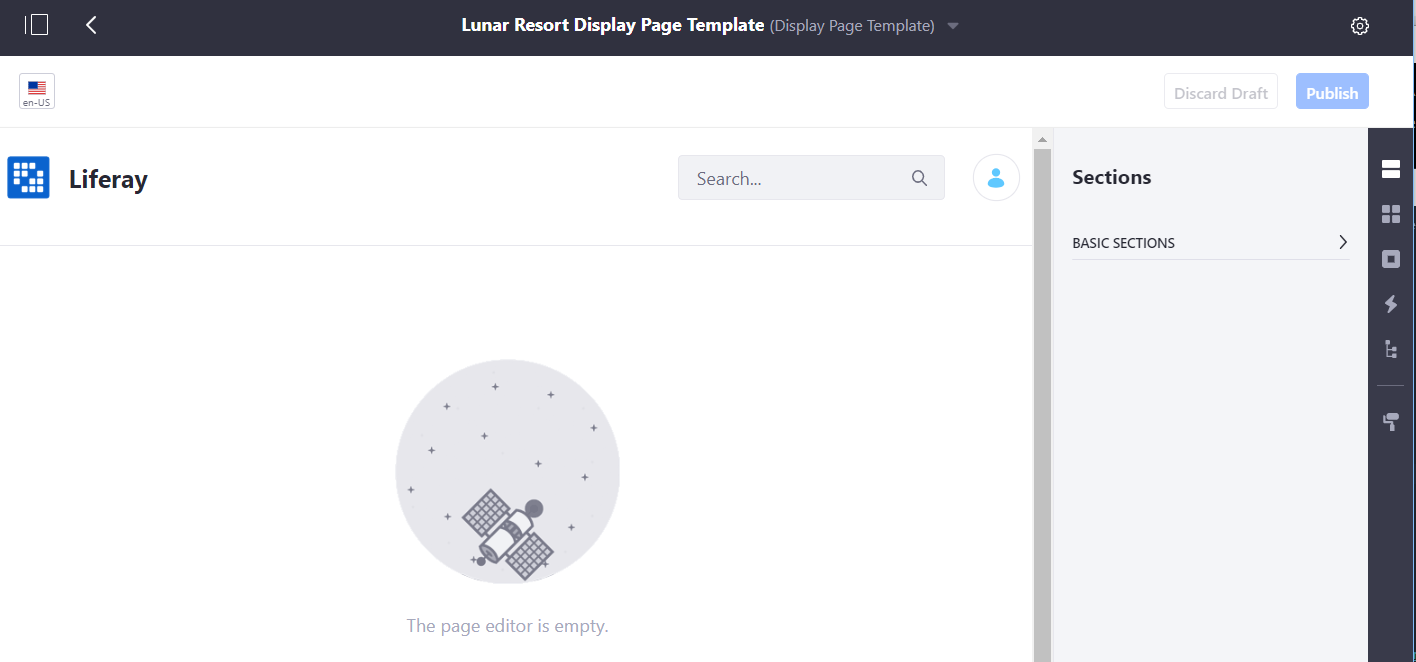 Lunar Resort Display Page Template (Display Page Template)
en-US
Discard Draft
Publish
Liferay
Search...
Sections
BASIC SECTIONS
The page editor is empty.